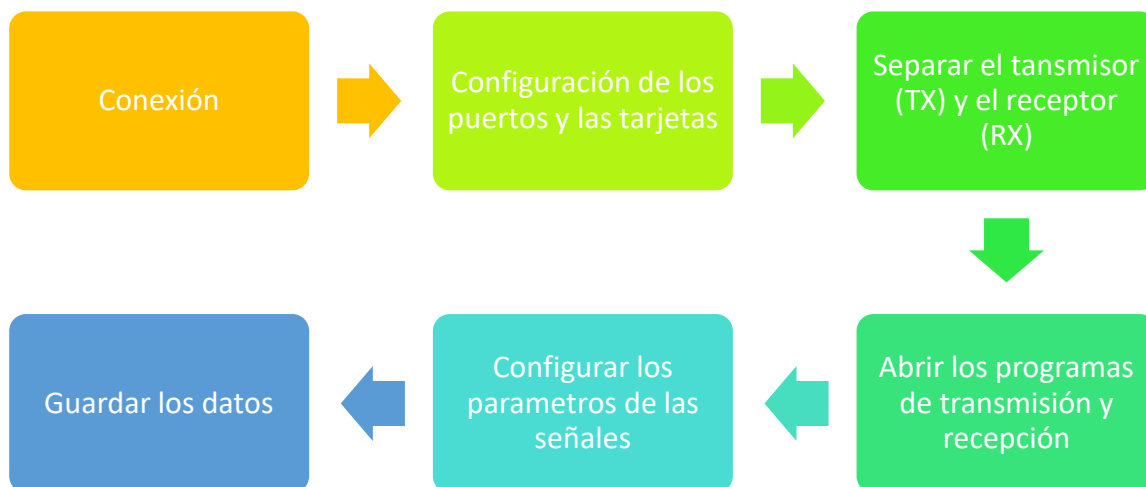 Conexión
Configuración de los
puertos y las tarjetas
Separar el tansmisor
(TX) y el receptor
(RX)
Abrir los programas
de transmisión y
recepción
Configurar los
parametros de las
señales
Guardar los datos